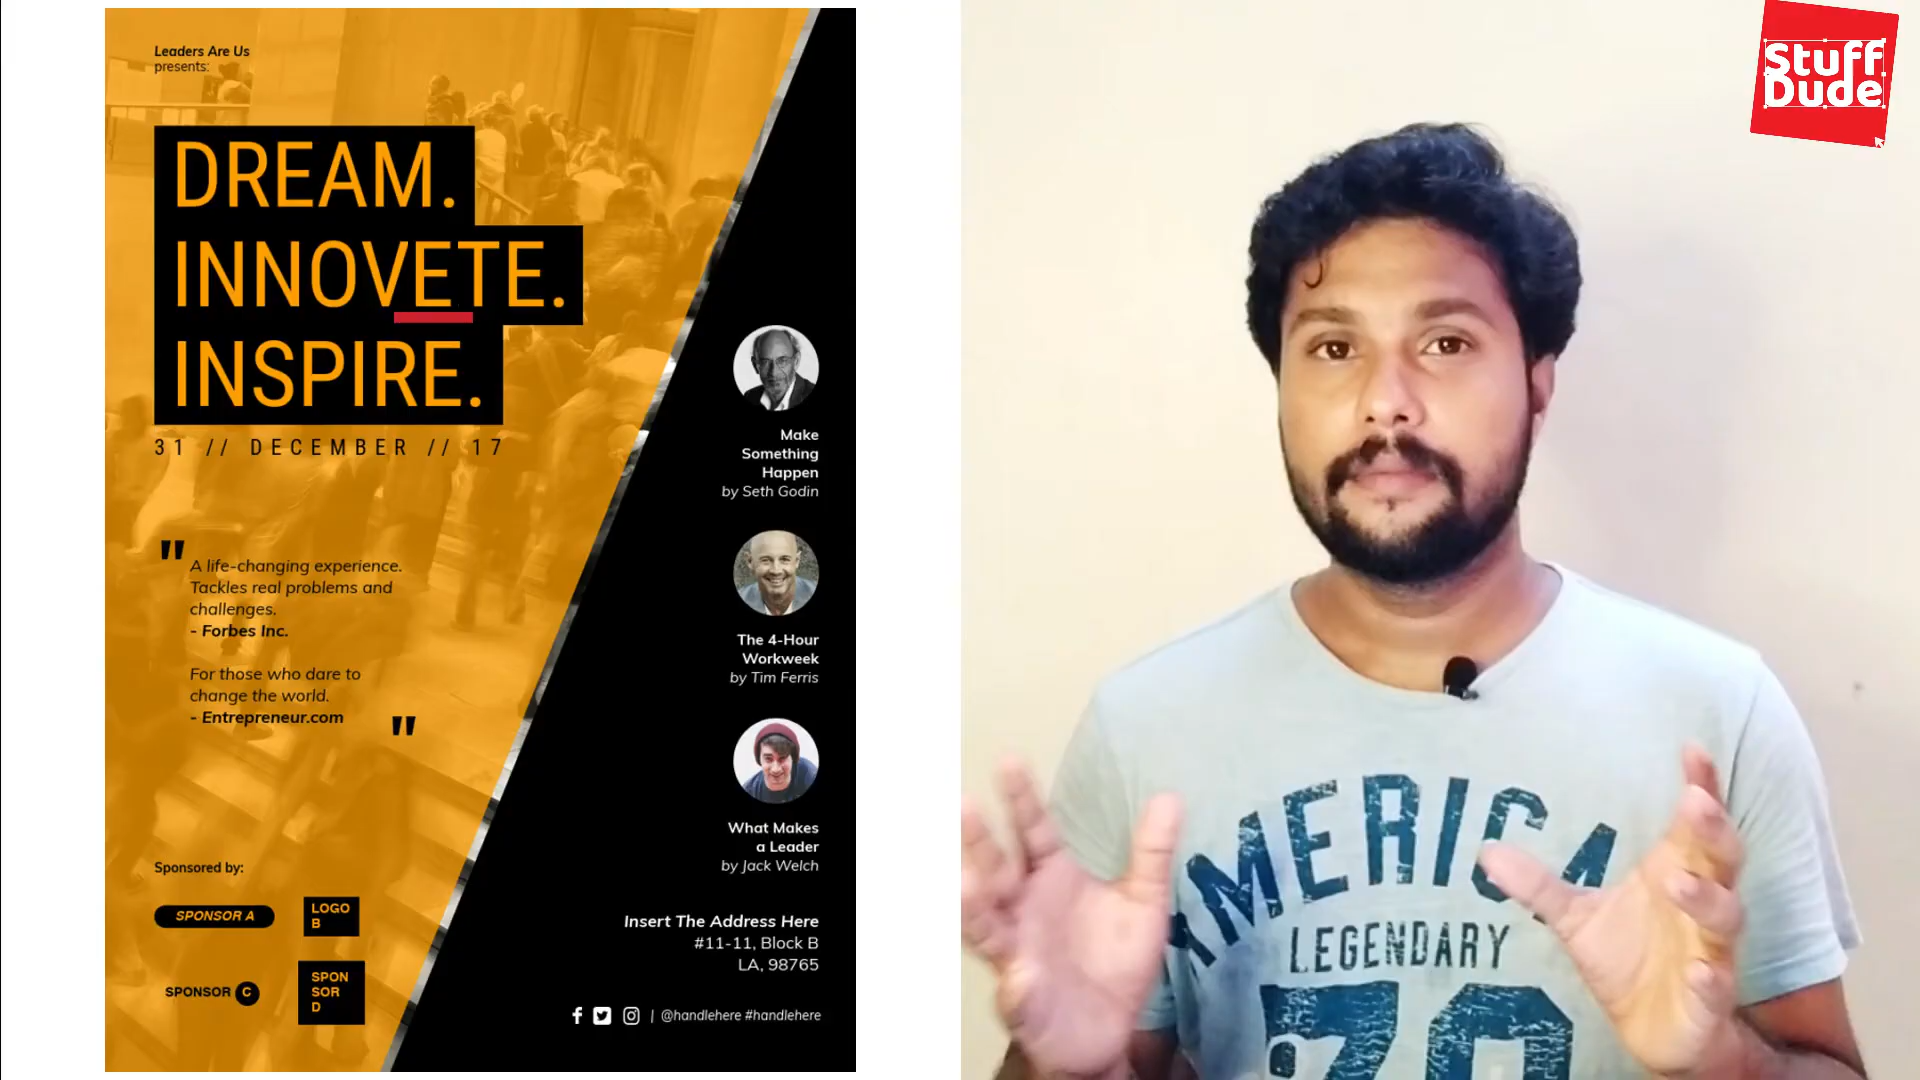 Leaders Are Us
presents:
DREAM.
INNOVETE.
INSPIRE.
31 // DECEMBER // 17
" A life-changing experience.
Tackles real problems and
challenges.
- Forbes Inc.
For those who dare to
change the world.
- Entrepreneur.com "
Sponsored by:
SPONSOR A
LOGO
B
SPONSOR C
SPON
SOR
D
Make
Something
Happen
by Seth Godin
The 4-Hour
Workweek
by Tim Ferris
What Makes
a Leader
by Jack Welch
Insert The Address Here
#11-11, Block B
LA, 98765
| @handlehere #handlehere
Stuff
Dude
AMERICA
LEGENDARY